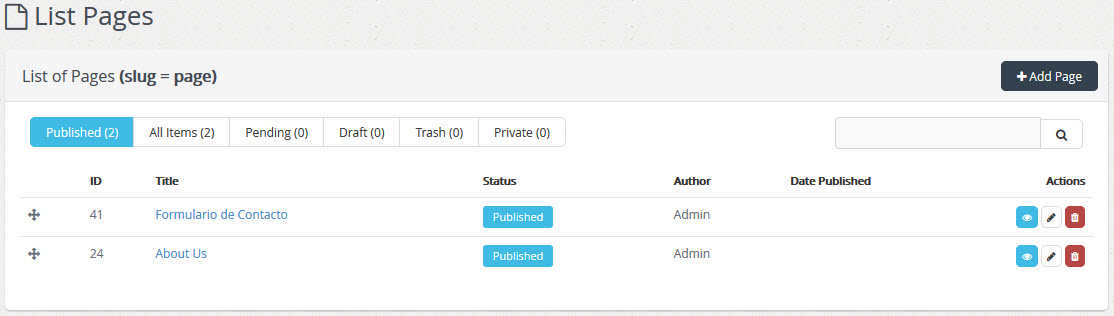 List Pages
List of Pages (slug = page)
Add Page
Published (2) All Items (2) Pending (0) Draft (0) Trash (0) Private (0)
ID Title Status Author Date Published Actions
41 Formulario de Contacto Published Admin
24 About Us Published Admin